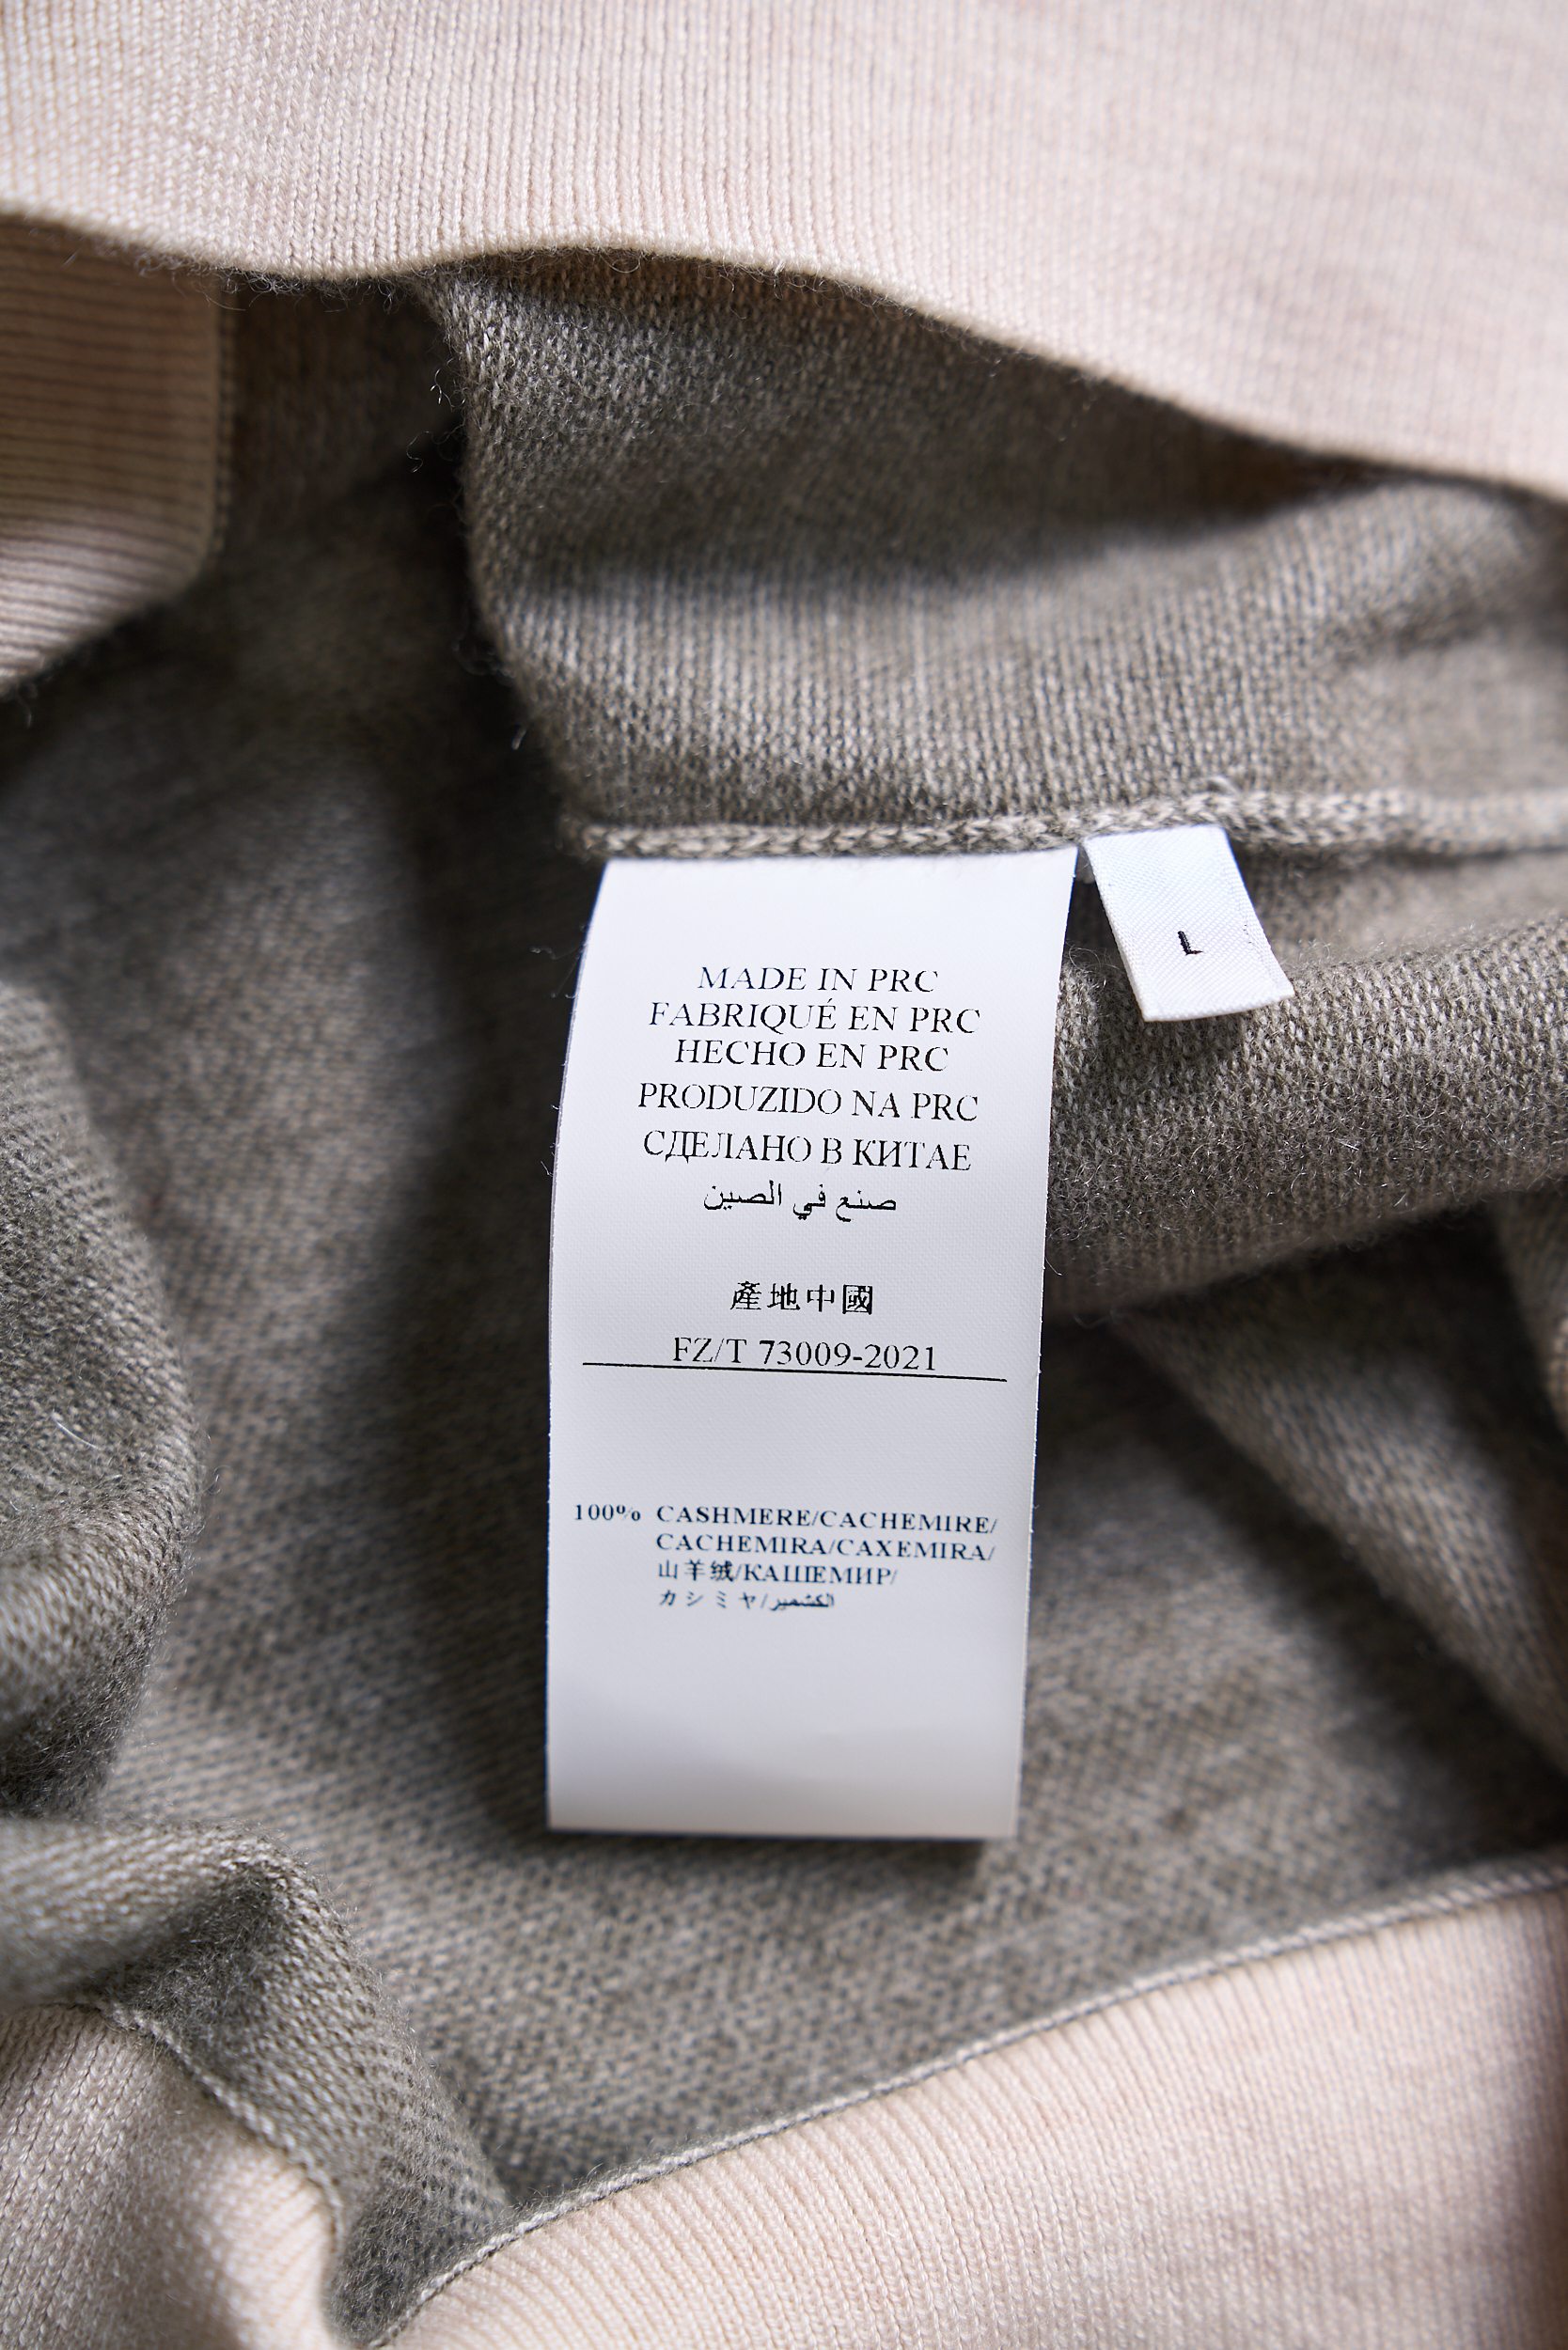 MADE IN PRC
FABRIQUÉ EN PRC
HECHO EN PRC
PRODUZIDO NA PRC
СДЕЛАНО В КИТАЕ
صنع في الصين
產地中國
FZ/T 73009-2021
100% CASHMERE/CACHEMIRE/
CACHEMIRA/CAXEMIRA/
山羊绒/КАШЕМИР/
カシミヤ/الكشمير
L